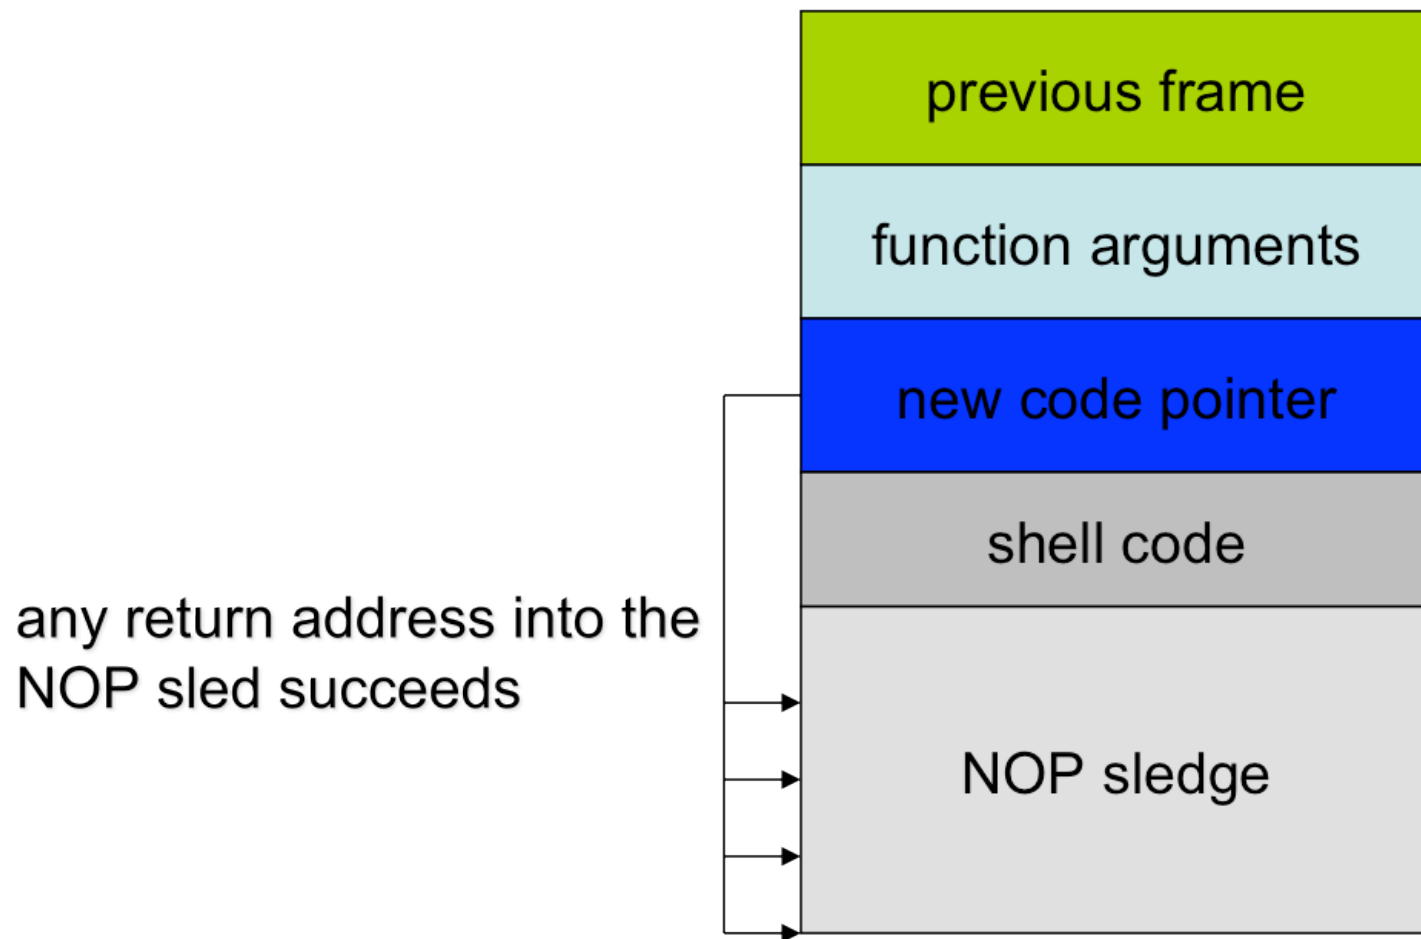 previous frame
function arguments
new code pointer
shell code
any return address into the
NOP sled succeeds
NOP sledge